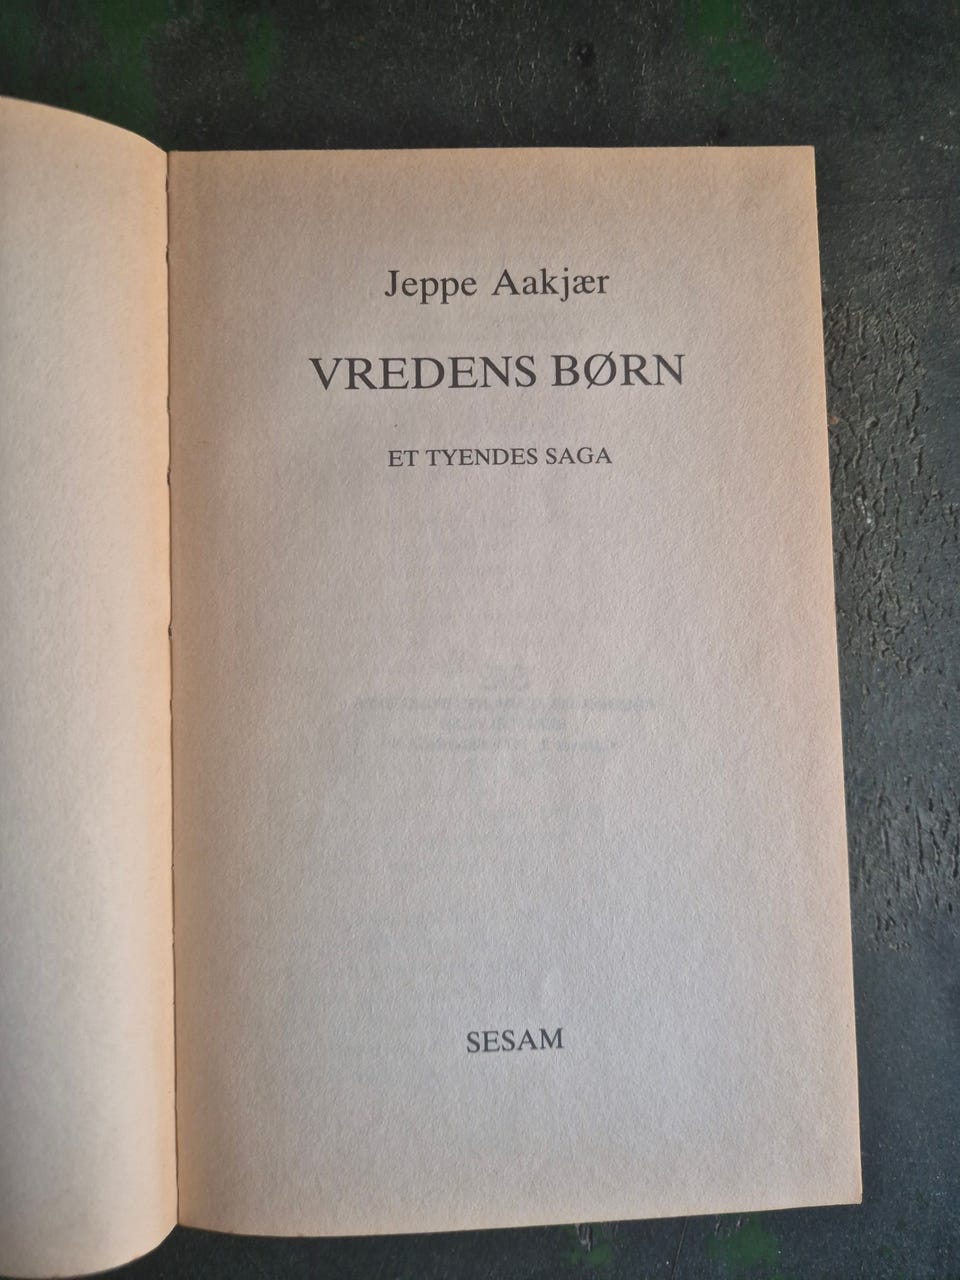 Jeppe Aakjær
VREDENS BØRN
ET TYENDES SAGA
SESAM